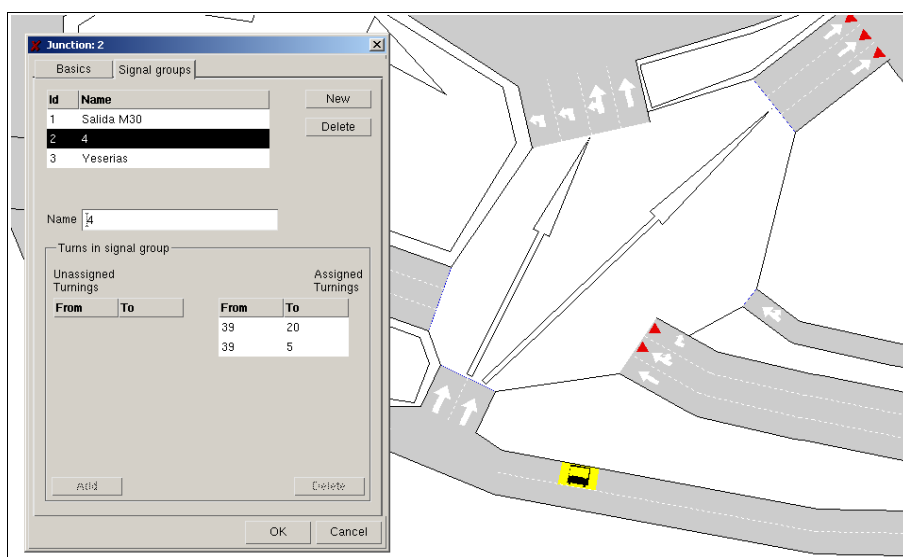 Junction: 2
Basics Signal groups
Id Name
1 Salida M30
2 4
3 Yeserias
New
Delete
Name 4
Turns in signal group
Unassigned Turnings
Assigned Turnings
From To
From To
39 20
39 5
Add
Delete
OK Cancel